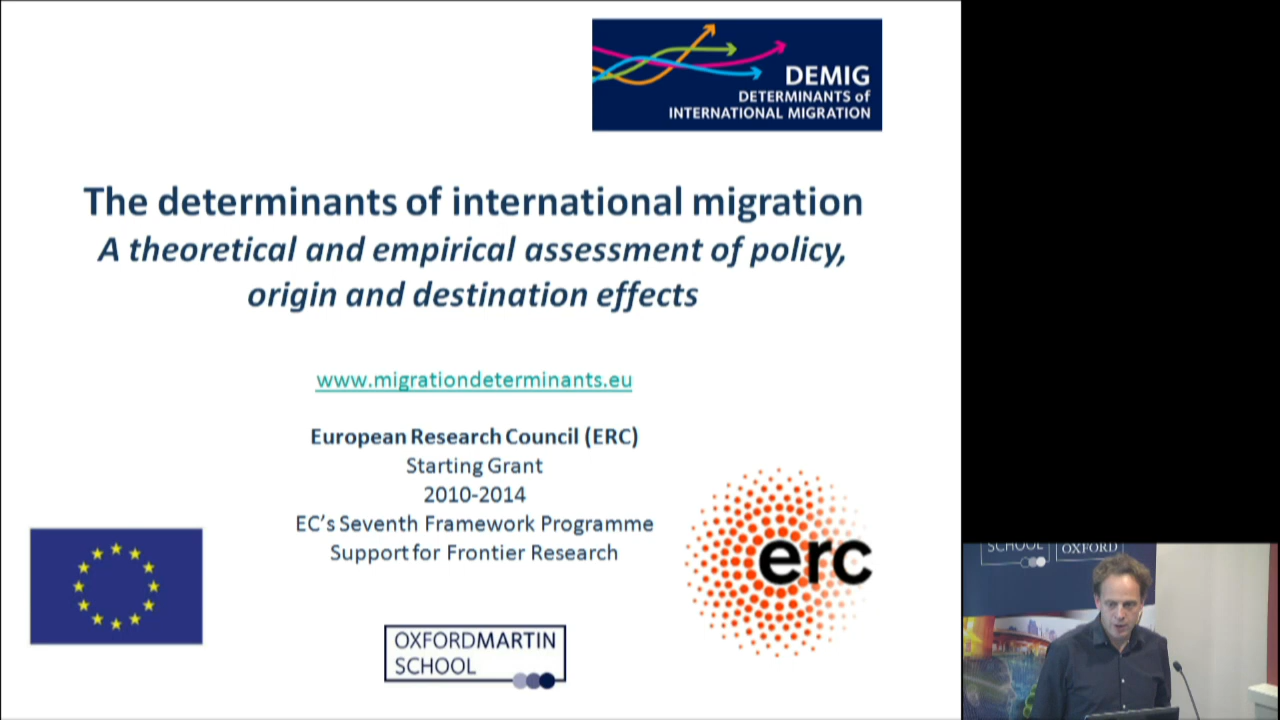 DEMIG
DETERMINANTS of
INTERNATIONAL MIGRATION
The determinants of international migration
A theoretical and empirical assessment of policy,
origin and destination effects
www.migrationdeterminants.eu
European Research Council (ERC)
Starting Grant
2010-2014
EC's Seventh Framework Programme
Support for Frontier Research
erc
OXFORDMARTIN
SCHOOL
SCHOOL
OXFORD